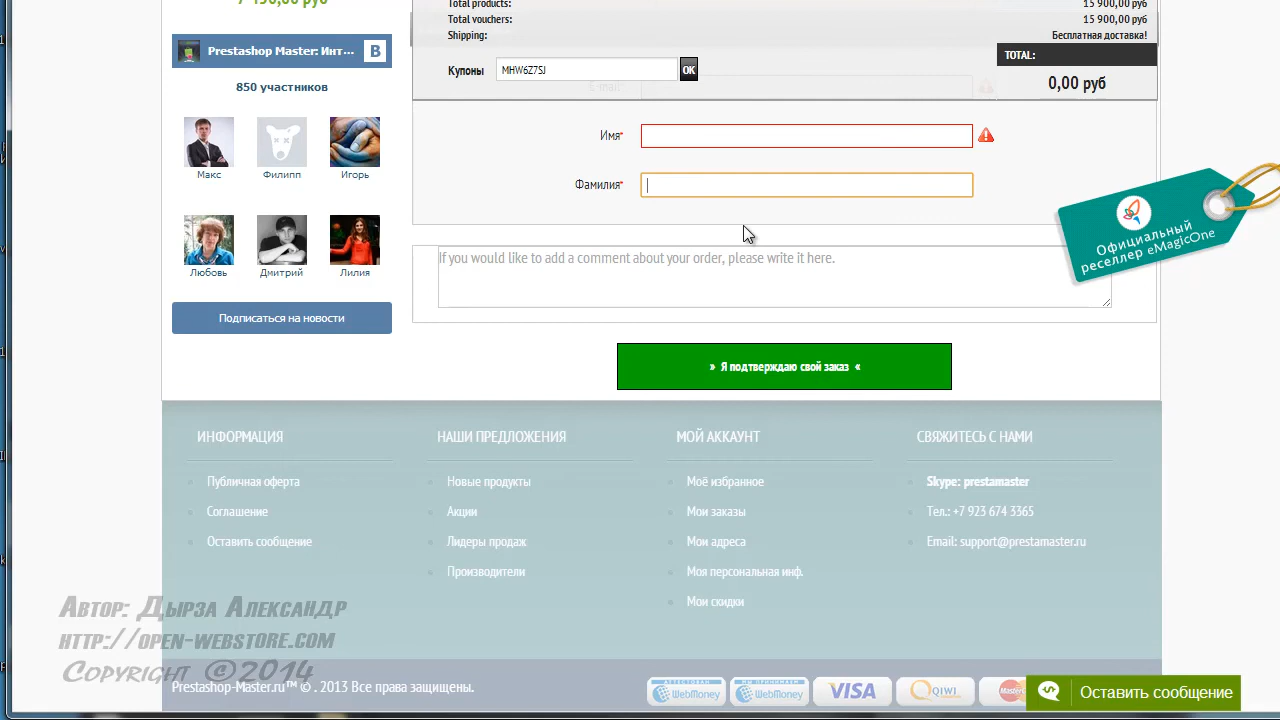 Total products: 15 900,00 руб
Total vouchers: 15 900,00 руб
Shipping: Бесплатная доставка!
TOTAL:
Купоны MHW6Z7SJ OK
0,00 руб
E-mail
Имя*
Фамилия*
If you would like to add a comment about your order, please write it here.
» Я подтверждаю свой заказ «
Prestashop Master: Инт... B
850 участников
Макс Филипп Игорь
Любовь Дмитрий Лилия
Подписаться на новости
Официальный
реселлер eMagicOne
ИНФОРМАЦИЯ
Публичная оферта
Соглашение
Оставить сообщение
НАШИ ПРЕДЛОЖЕНИЯ
Новые продукты
Акции
Лидеры продаж
Производители
МОЙ АККАУНТ
Моё избранное
Мои заказы
Мои адреса
Моя персональная инф.
Мои скидки
СВЯЖИТЕСЬ С НАМИ
Skype: prestamaster
Тел.: +7 923 674 3365
Email: support@prestamaster.ru
Автор: Дырза Александр
http://open-webstore.com
Copyright ©2014
Prestashop-Master.ru™ © . 2013 Все права защищены.
АТТЕСТОВАН WebMoney
МЫ ПРИНИМАЕМ WebMoney
VISA
QIWI
Master
Оставить сообщение